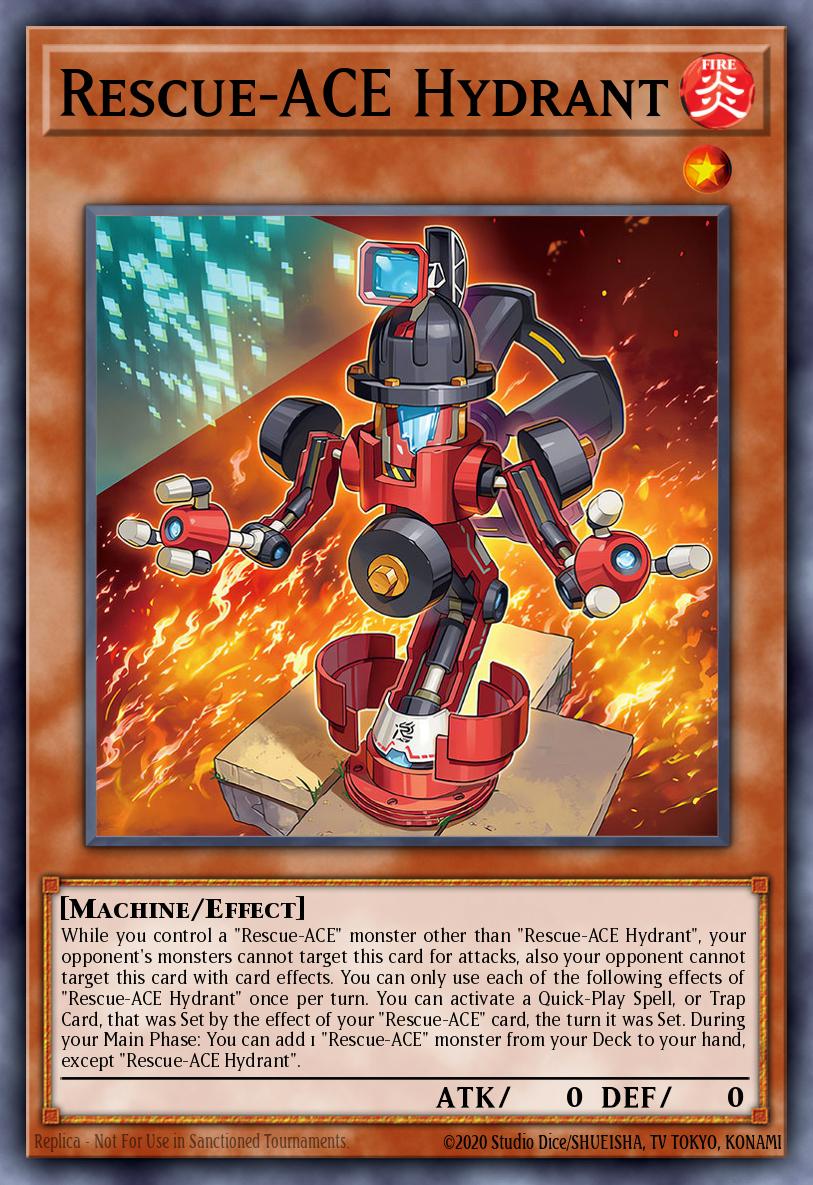 Rescue-ACE Hydrant
FIRE
炎
[Machine/Effect]
While you control a "Rescue-ACE" monster other than "Rescue-ACE Hydrant", your
opponent's monsters cannot target this card for attacks, also your opponent cannot
target this card with card effects. You can only use each of the following effects of
"Rescue-ACE Hydrant" once per turn. You can activate a Quick-Play Spell, or Trap
Card, that was Set by the effect of your "Rescue-ACE" card, the turn it was Set. During
your Main Phase: You can add 1 "Rescue-ACE" monster from your Deck to your hand,
except "Rescue-ACE Hydrant".
ATK/ 0 DEF/ 0
Replica - Not For Use in Sanctioned Tournaments. ©2020 Studio Dice/SHUEISHA, TV TOKYO, KONAMI